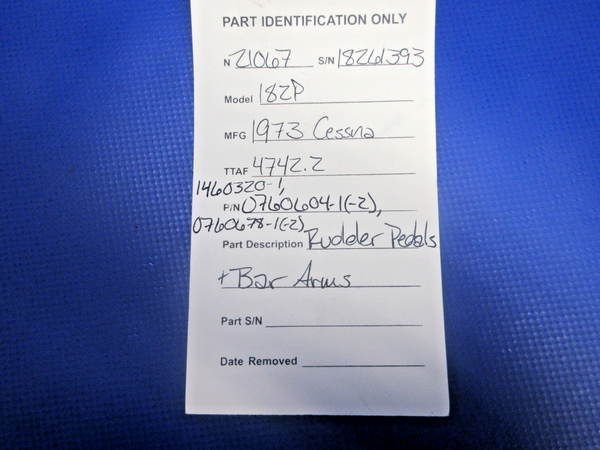 PART IDENTIFICATION ONLY
N 21067 S/N 18261393
Model 182P
MFG 1973 Cessna
TTAF 4742.2
1460320-1,
P/N 0760604-1(-2),
0760678-1(-2)
Part Description Rudder Pedals
+ Bar Arms
Part S/N
Date Removed